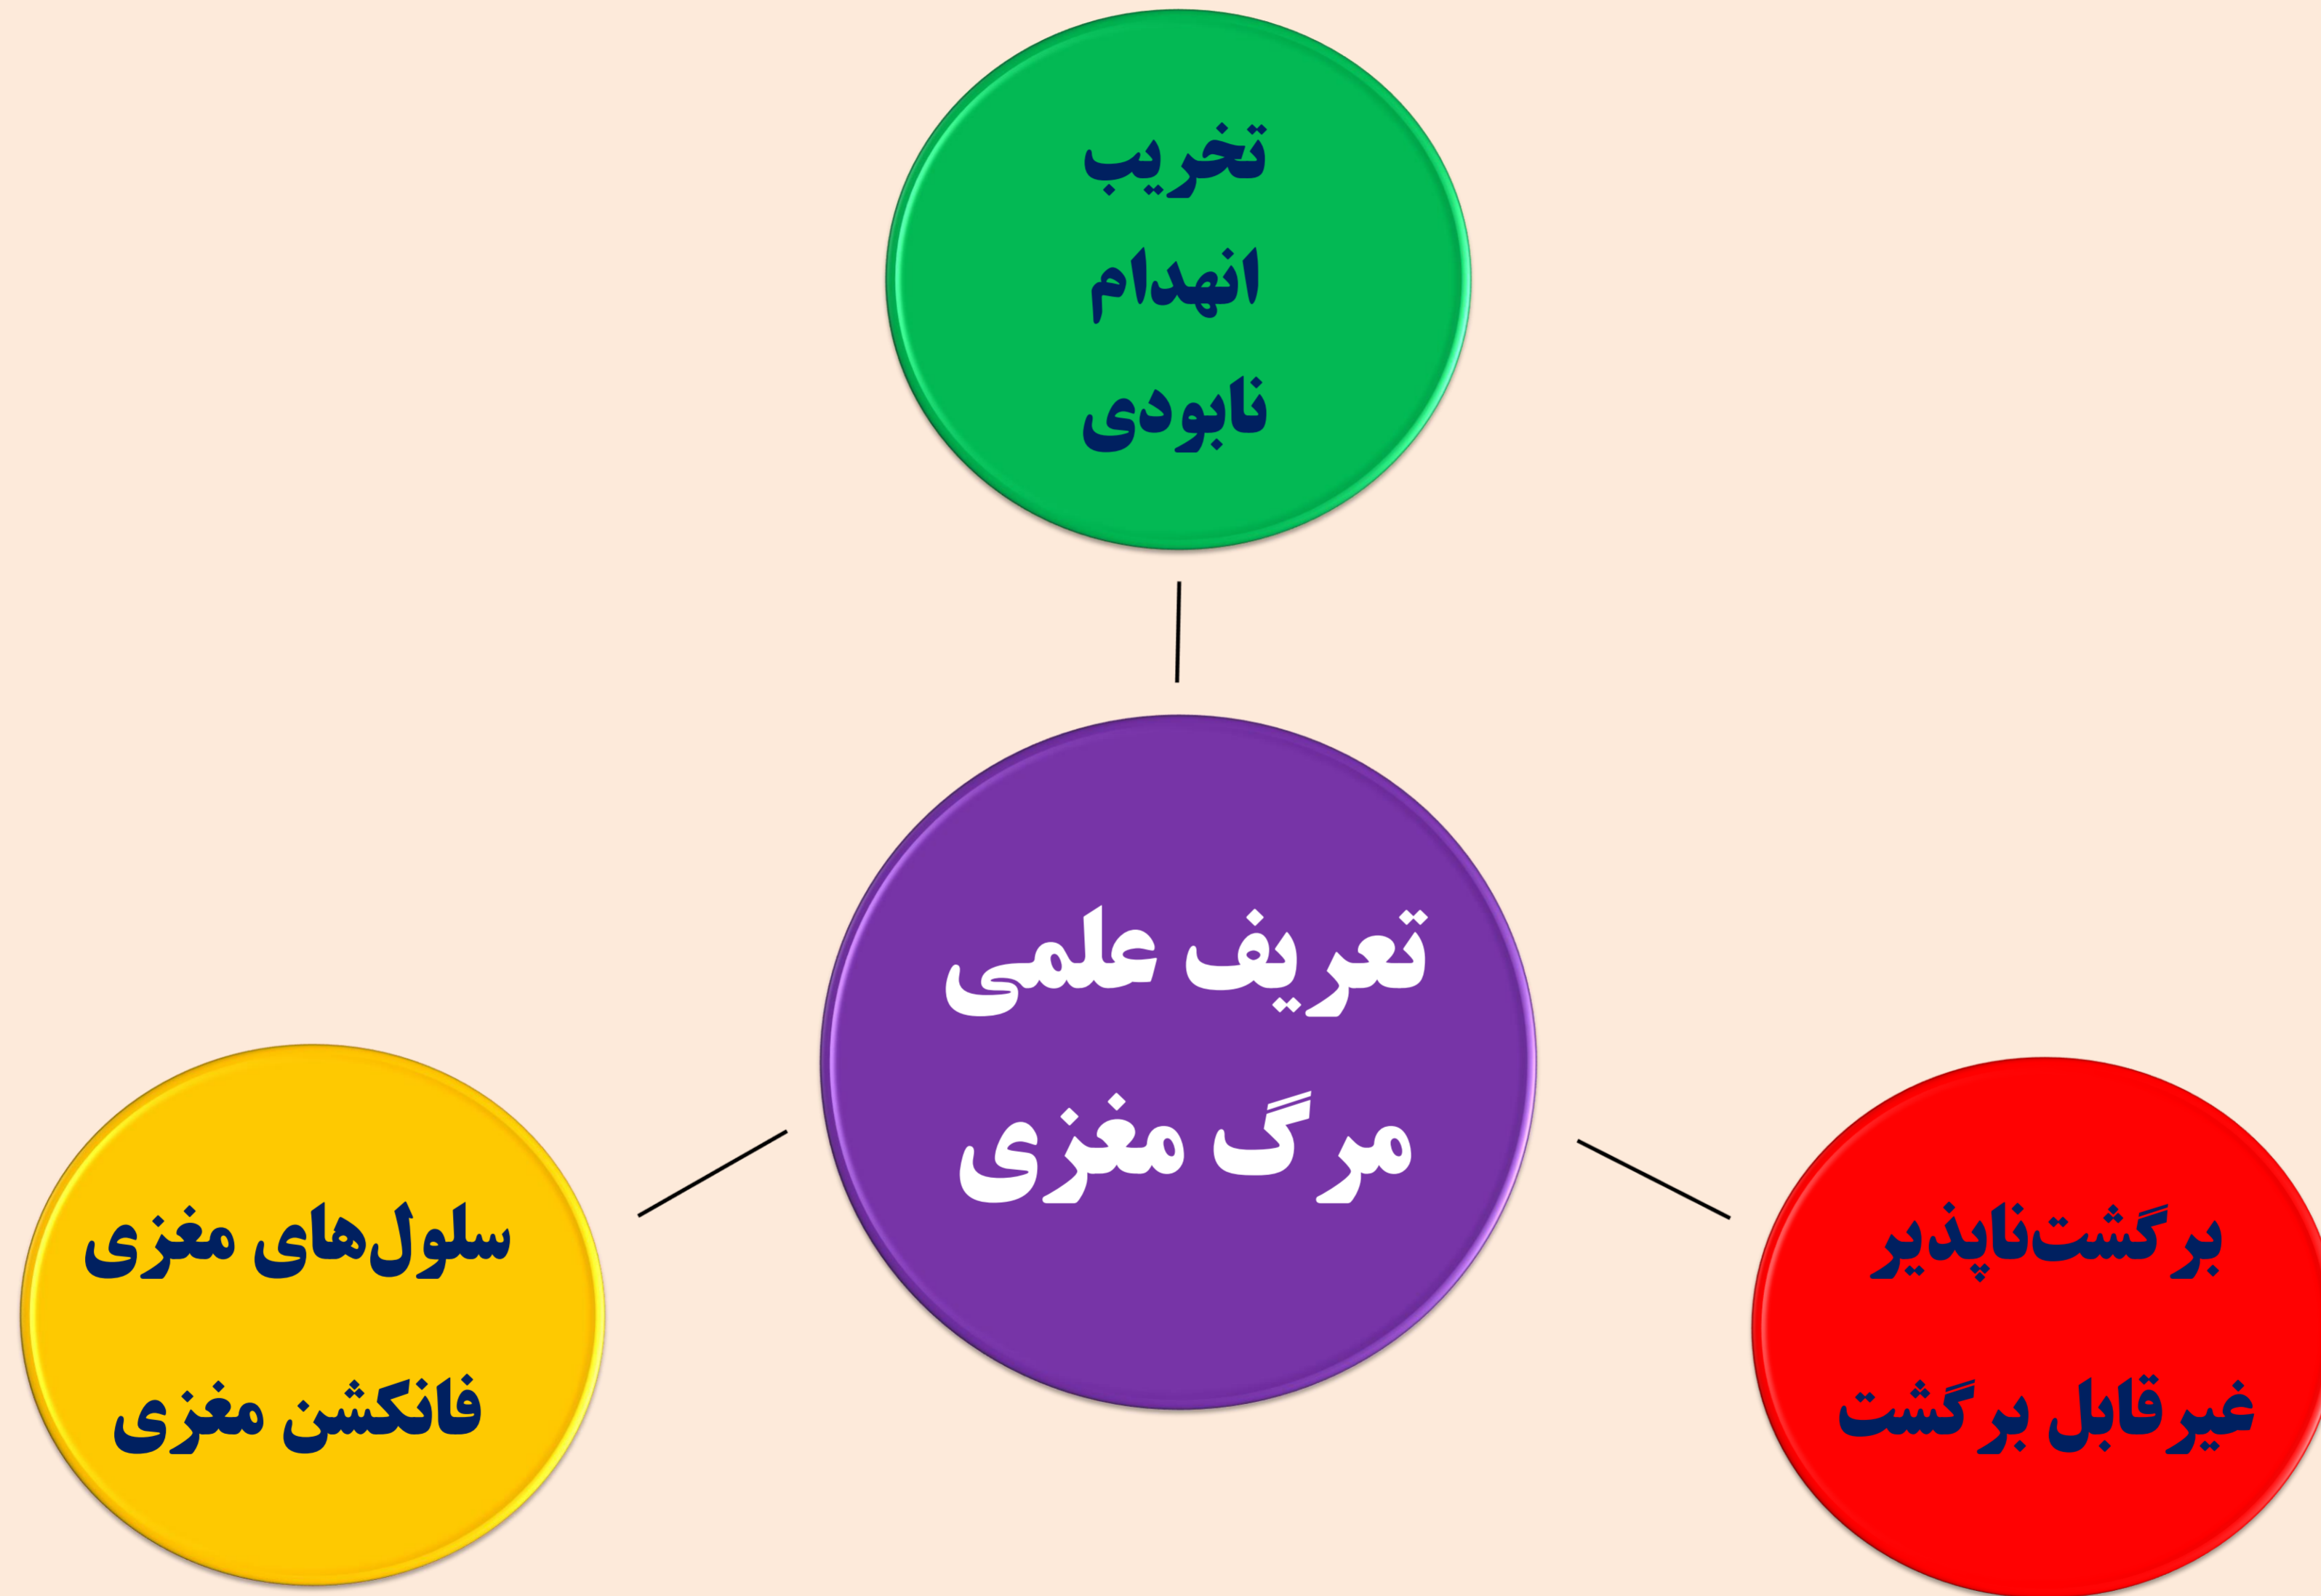 تخریب
انهدام
نابودی
تعریف علمی
مرگ مغزی
برگشت‌ناپذیر
غیرقابل برگشت
سلول‌های مغزی
فانکشن مغزی